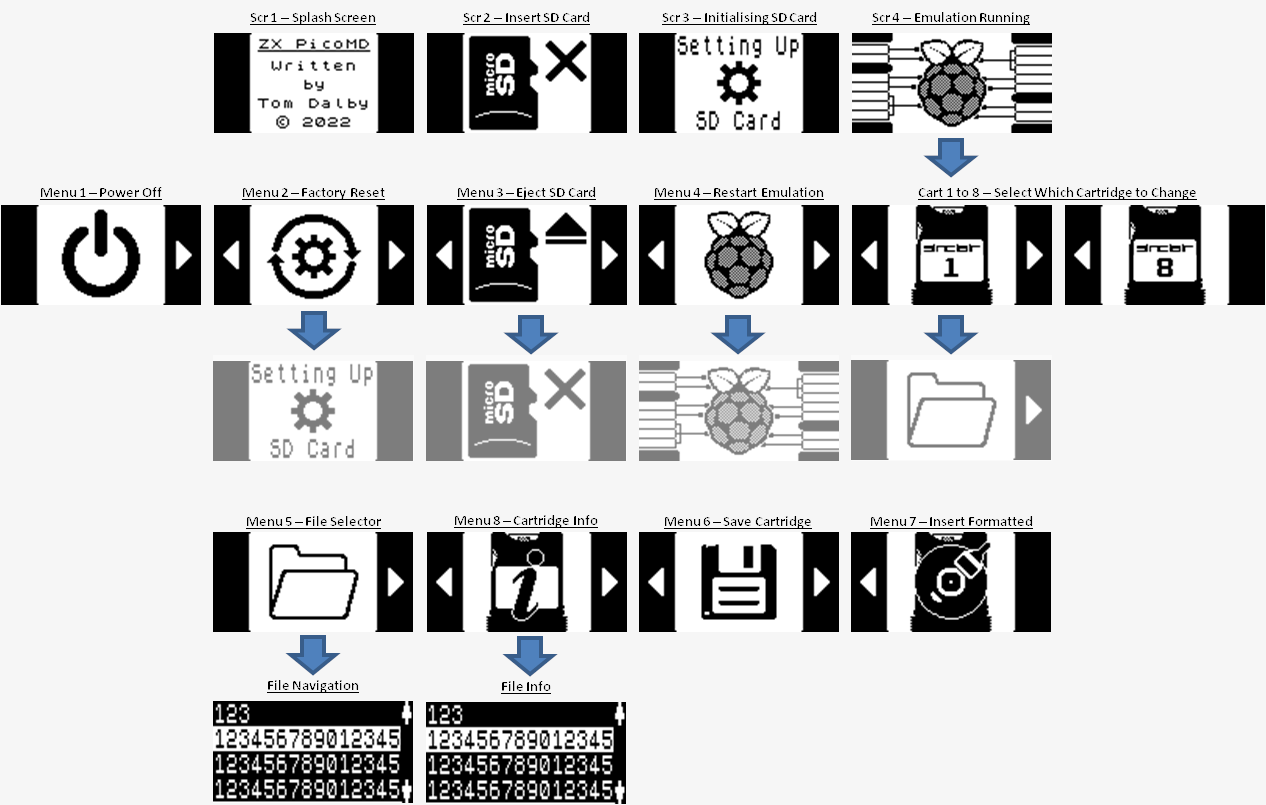 Scr 1 – Splash Screen
Scr 2 – Insert SD Card
Scr 3 – Initialising SD Card
Scr 4 – Emulation Running
ZX PicoMD
Written
by
Tom Dalby
© 2022
micro
SD
Setting Up
SD Card
Menu 1 – Power Off
Menu 2 – Factory Reset
Menu 3 – Eject SD Card
Menu 4 – Restart Emulation
Cart 1 to 8 – Select Which Cartridge to Change
micro
SD
1
8
Setting Up
SD Card
micro
SD
Menu 5 – File Selector
Menu 8 – Cartridge Info
Menu 6 – Save Cartridge
Menu 7 – Insert Formatted
i
File Navigation
File Info
123
123456789012345
123456789012345
123456789012345
123
123456789012345
123456789012345
123456789012345